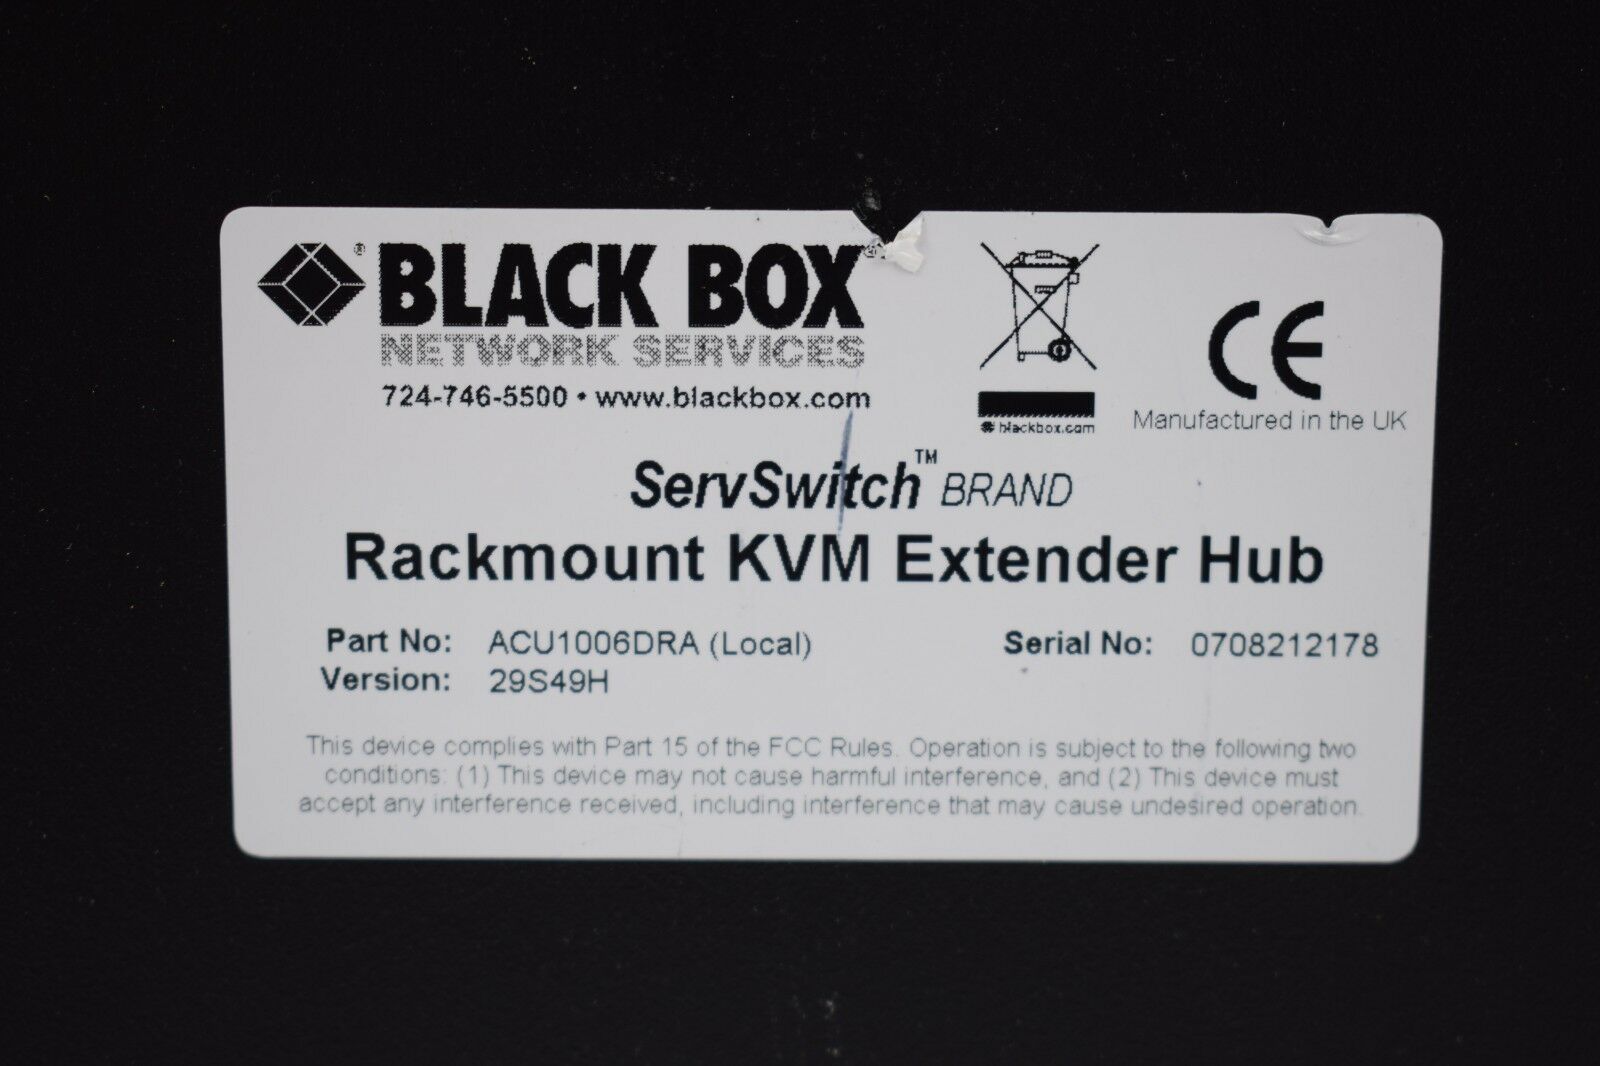 ® BLACK BOX®
NETWORK SERVICES
724-746-5500 • www.blackbox.com
blackbox.com
CE
Manufactured in the UK
ServSwitch™ BRAND
Rackmount KVM Extender Hub
Part No: ACU1006DRA (Local) Serial No: 0708212178
Version: 29S49H
This device complies with Part 15 of the FCC Rules. Operation is subject to the following two
conditions: (1) This device may not cause harmful interference, and (2) This device must
accept any interference received, including interference that may cause undesired operation.